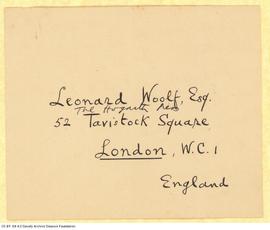 Leonard Woolf, Esq.
The Hogarth Press
52 Tavistock Square
London, W.C.1
England